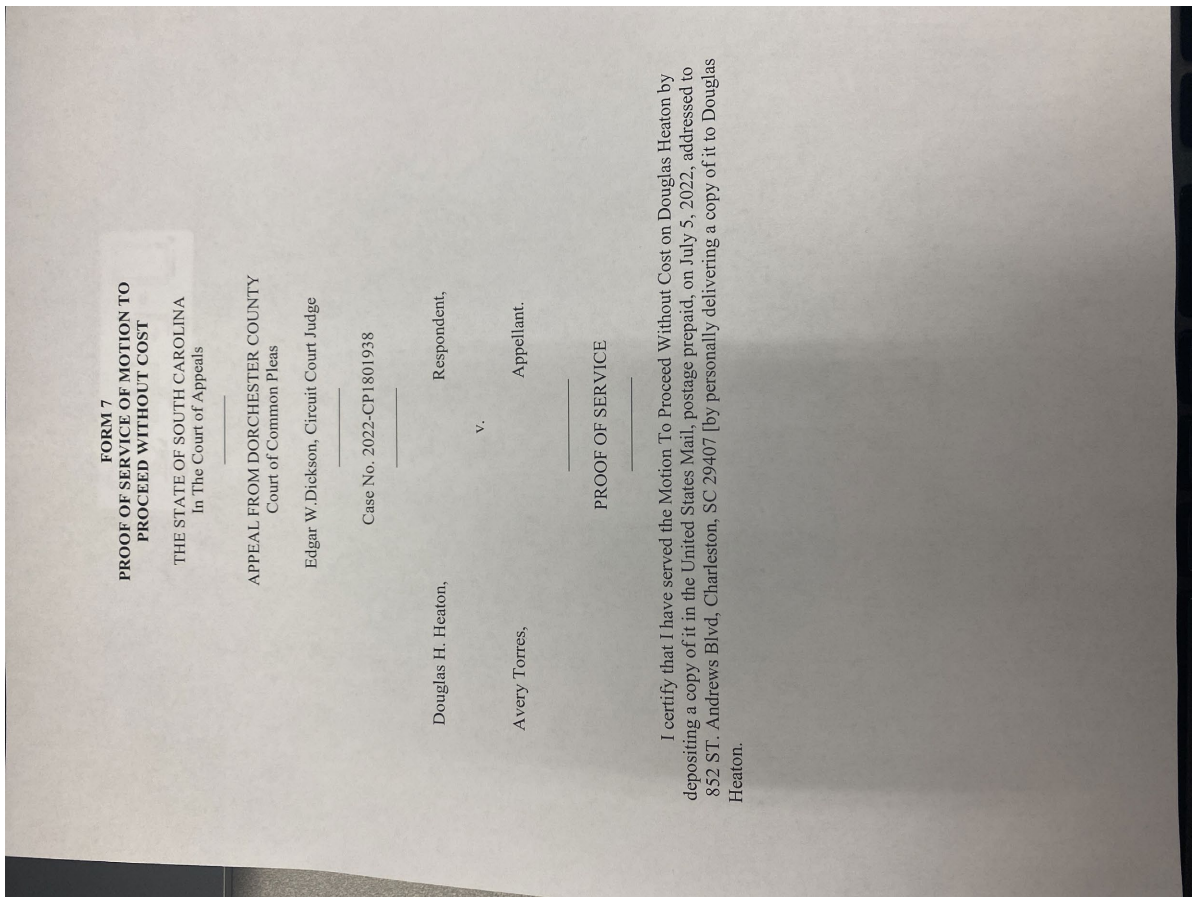 FORM 7
PROOF OF SERVICE OF MOTION TO
PROCEED WITHOUT COST
THE STATE OF SOUTH CAROLINA
In The Court of Appeals
APPEAL FROM DORCHESTER COUNTY
Court of Common Pleas
Edgar W.Dickson, Circuit Court Judge
Case No. 2022-CP1801938
Douglas H. Heaton, Respondent,
v.
Avery Torres, Appellant.
PROOF OF SERVICE
I certify that I have served the Motion To Proceed Without Cost on Douglas Heaton by
depositing a copy of it in the United States Mail, postage prepaid, on July 5, 2022, addressed to
852 ST. Andrews Blvd, Charleston, SC 29407 [by personally delivering a copy of it to Douglas
Heaton.